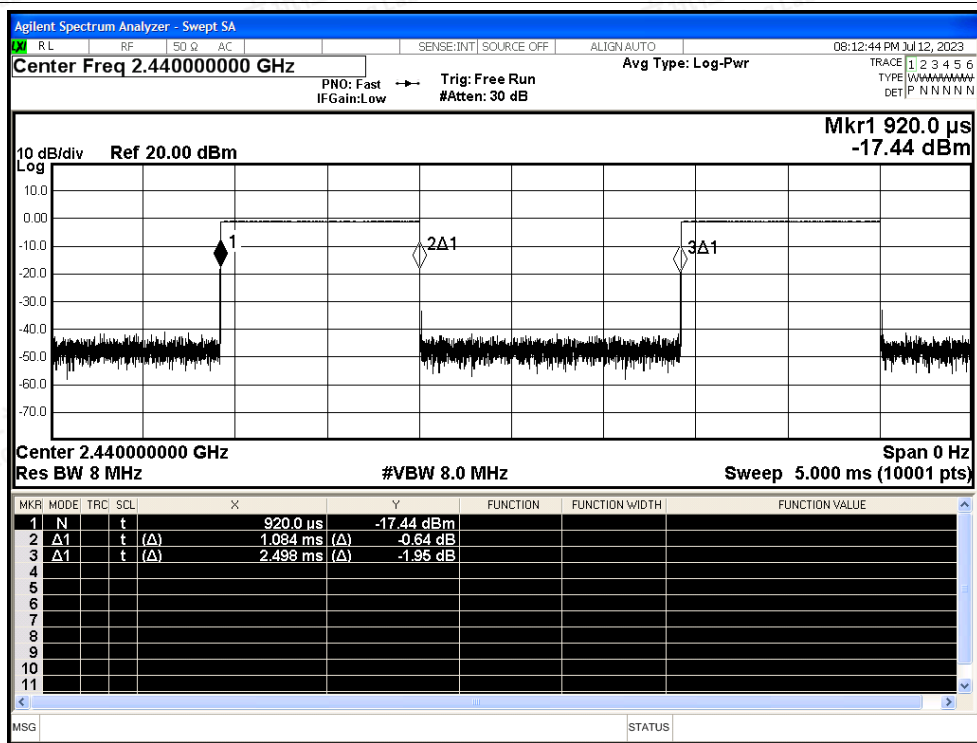 Agilent Spectrum Analyzer - Swept SA
LXI RL RF 50 Ω AC SENSE:INT SOURCE OFF ALIGN AUTO 08:12:44 PM Jul 12, 2023
Center Freq 2.440000000 GHz
PNO: Fast
IFGain:Low
Trig: Free Run
#Atten: 30 dB
Avg Type: Log-Pwr
TRACE 1 2 3 4 5 6
TYPE
DET P N N N N N
Mkr1 920.0 µs
-17.44 dBm
10 dB/div Ref 20.00 dBm
Log
10.0
0.00
-10.0
-20.0
-30.0
-40.0
-50.0
-60.0
-70.0
1
2Δ1
3Δ1
Center 2.440000000 GHz Span 0 Hz
Res BW 8 MHz #VBW 8.0 MHz Sweep 5.000 ms (10001 pts)
MKR MODE TRC SCL X Y FUNCTION FUNCTION WIDTH FUNCTION VALUE
1 N t 920.0 µs -17.44 dBm
2 Δ1 t (Δ) 1.084 ms (Δ) -0.64 dB
3 Δ1 t (Δ) 2.498 ms (Δ) -1.95 dB
4
5
6
7
8
9
10
11
MSG STATUS